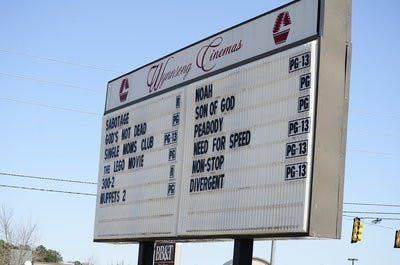 Wynnsong Cinemas
SABOTAGE R
GOD'S NOT DEAD PG
SINGLE MOMS CLUB PG-13
THE LEGO MOVIE PG
300-2 R
MUPPETS 2 PG
NOAH PG-13
SON OF GOD PG
PEABODY PG
NEED FOR SPEED PG-13
NON-STOP PG-13
DIVERGENT PG-13
BB&T